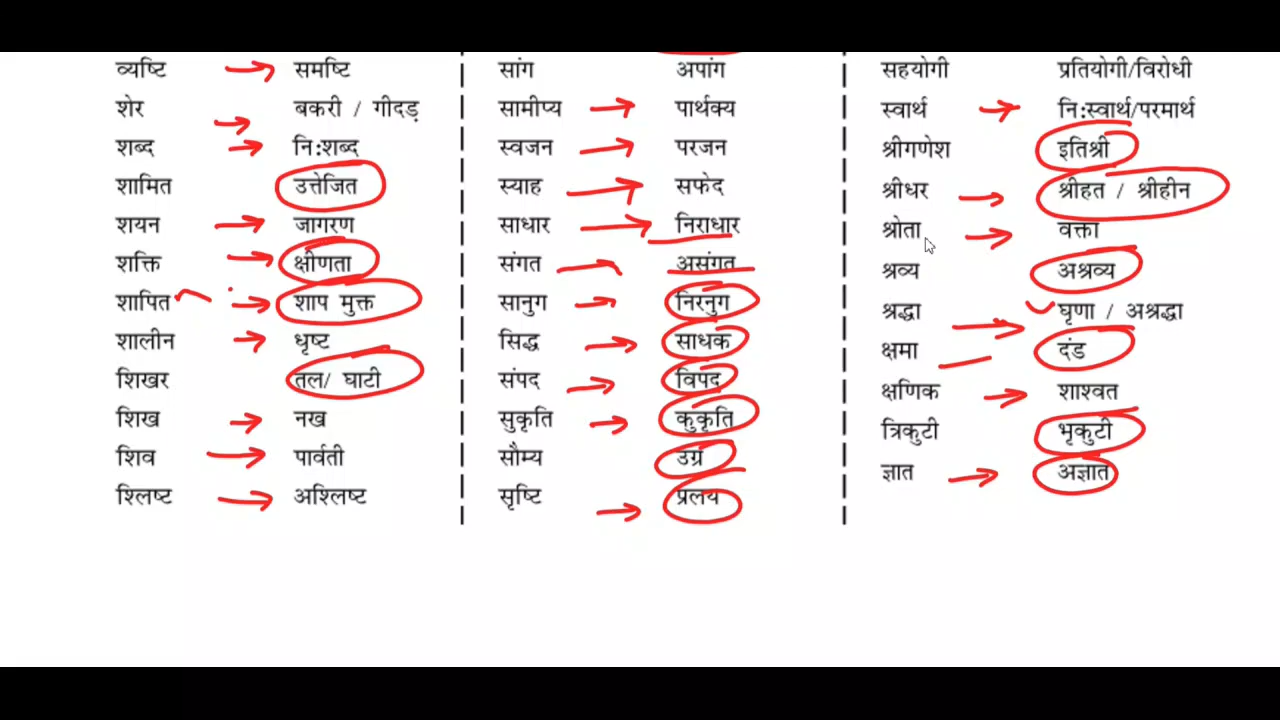 व्यष्टि समष्टि
शेर बकरी / गीदड़
शब्द नि:शब्द
शामित उत्तेजित
शयन जागरण
शक्ति क्षीणता
शापित शाप मुक्त
शालीन धृष्ट
शिखर तल/ घाटी
शिख नख
शिव पार्वती
श्लिष्ट अश्लिष्ट
सांग अपांग
सामीप्य पार्थक्य
स्वजन परजन
स्याह सफेद
साधार निराधार
संगत असंगत
सानुग निरनुग
सिद्ध साधक
संपद विपद
सुकृति कुकृति
सौम्य उग्र
सृष्टि प्रलय
सहयोगी प्रतियोगी/विरोधी
स्वार्थ नि:स्वार्थ/परमार्थ
श्रीगणेश इतिश्री
श्रीधर श्रीहत / श्रीहीन
श्रोता वक्ता
श्रव्य अश्रव्य
श्रद्धा घृणा / अश्रद्धा
क्षमा दंड
क्षणिक शाश्वत
त्रिकुटी भृकुटी
ज्ञात अज्ञात